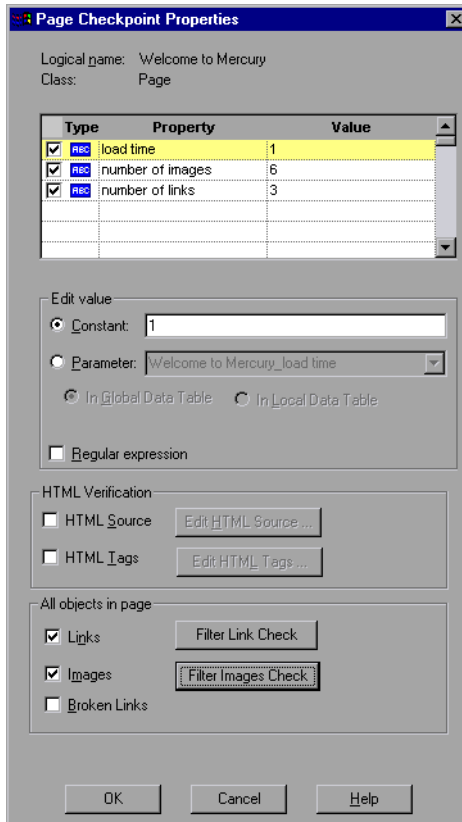 Page Checkpoint Properties
Logical name: Welcome to Mercury
Class: Page
Type Property Value
ABC load time 1
ABC number of images 6
ABC number of links 3
Edit value
Constant: 1
Parameter: Welcome to Mercury_load time
In Global Data Table In Local Data Table
Regular expression
HTML Verification
HTML Source Edit HTML Source ...
HTML Tags Edit HTML Tags ...
All objects in page
Links Filter Link Check
Images Filter Images Check
Broken Links
OK Cancel Help